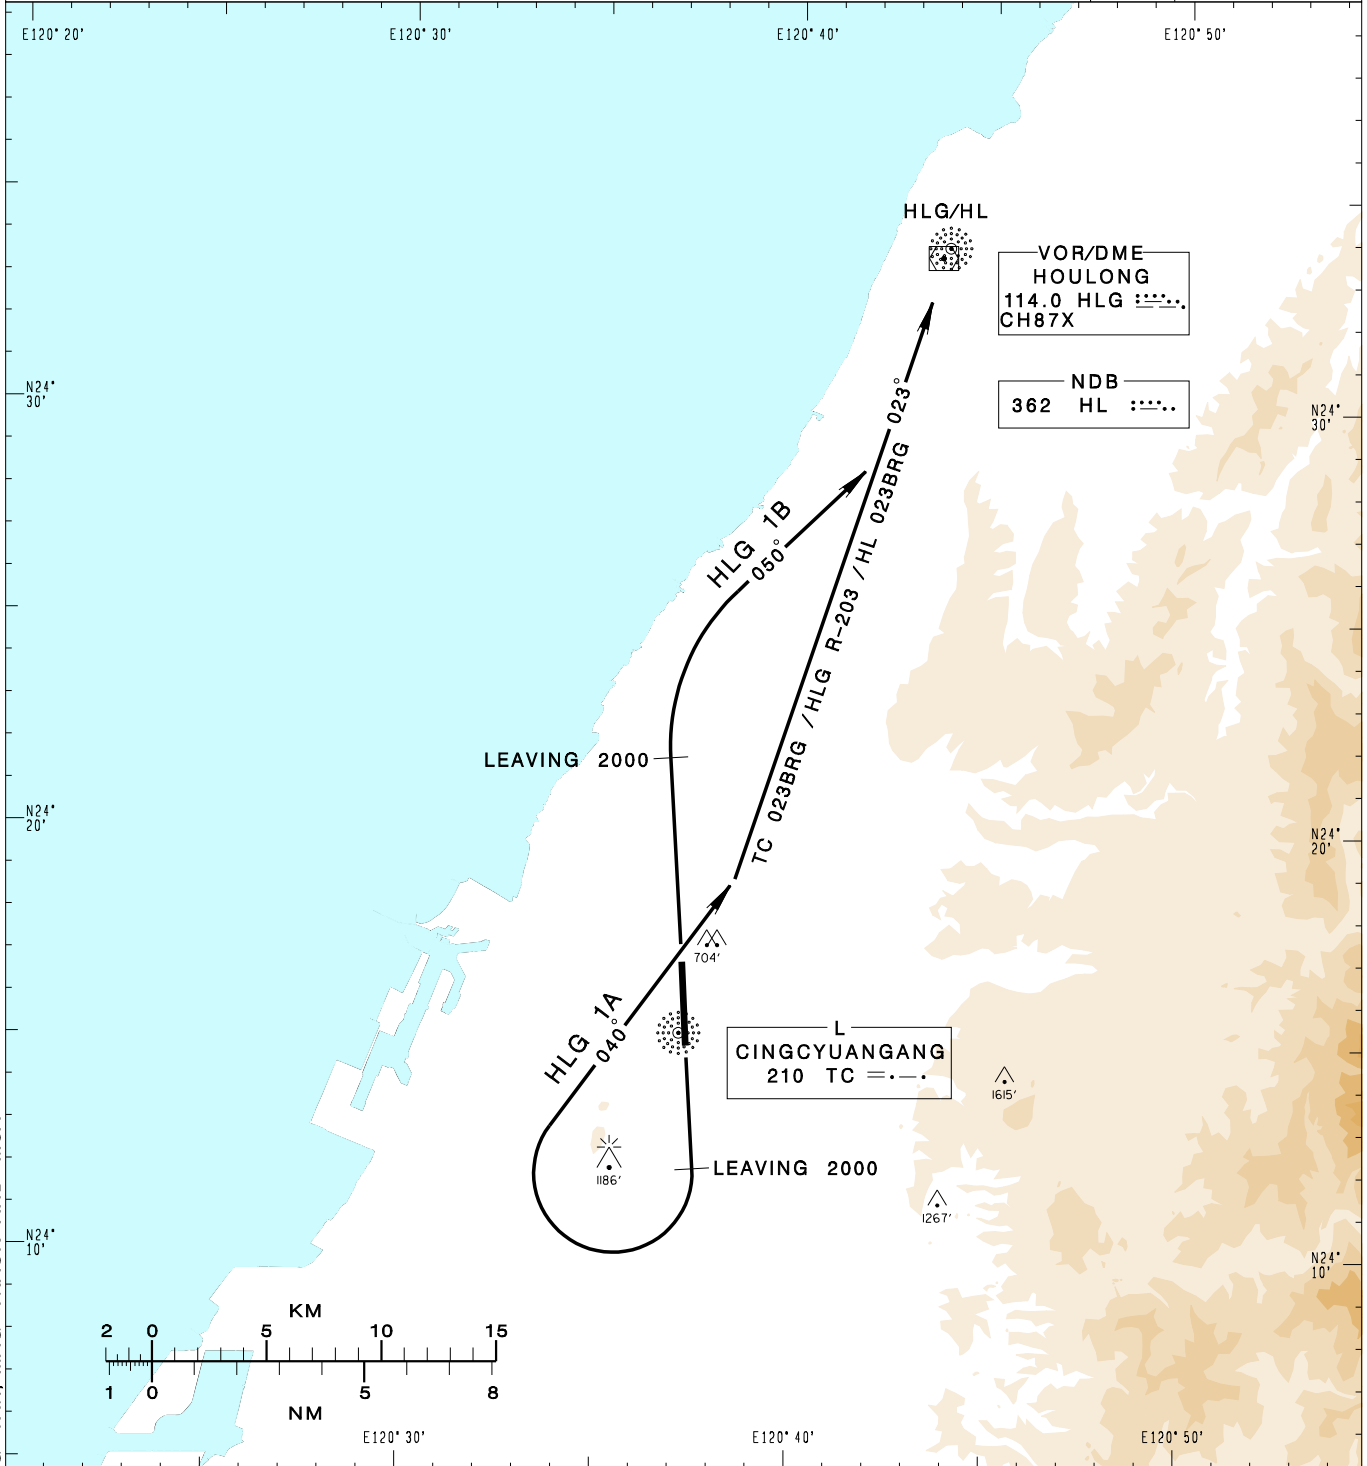 E120° 20'
E120° 30'
E120° 40'
E120° 50'
HLG/HL
VOR/DME
HOULONG
114.0 HLG
CH87X
NDB
362 HL
N24°
30'
N24°
30'
023°
TC 023BRG /HLG R-203 /HL 023BRG
HLG 1B
050°
LEAVING 2000
N24°
20'
N24°
20'
704'
HLG 1A
040°
L
CINGCYUANGANG
210 TC
1615'
1186'
LEAVING 2000
1267'
N24°
10'
N24°
10'
KM
2 0 5 10 15
1 0 5 8
NM
E120° 30'
E120° 40'
E120° 50'